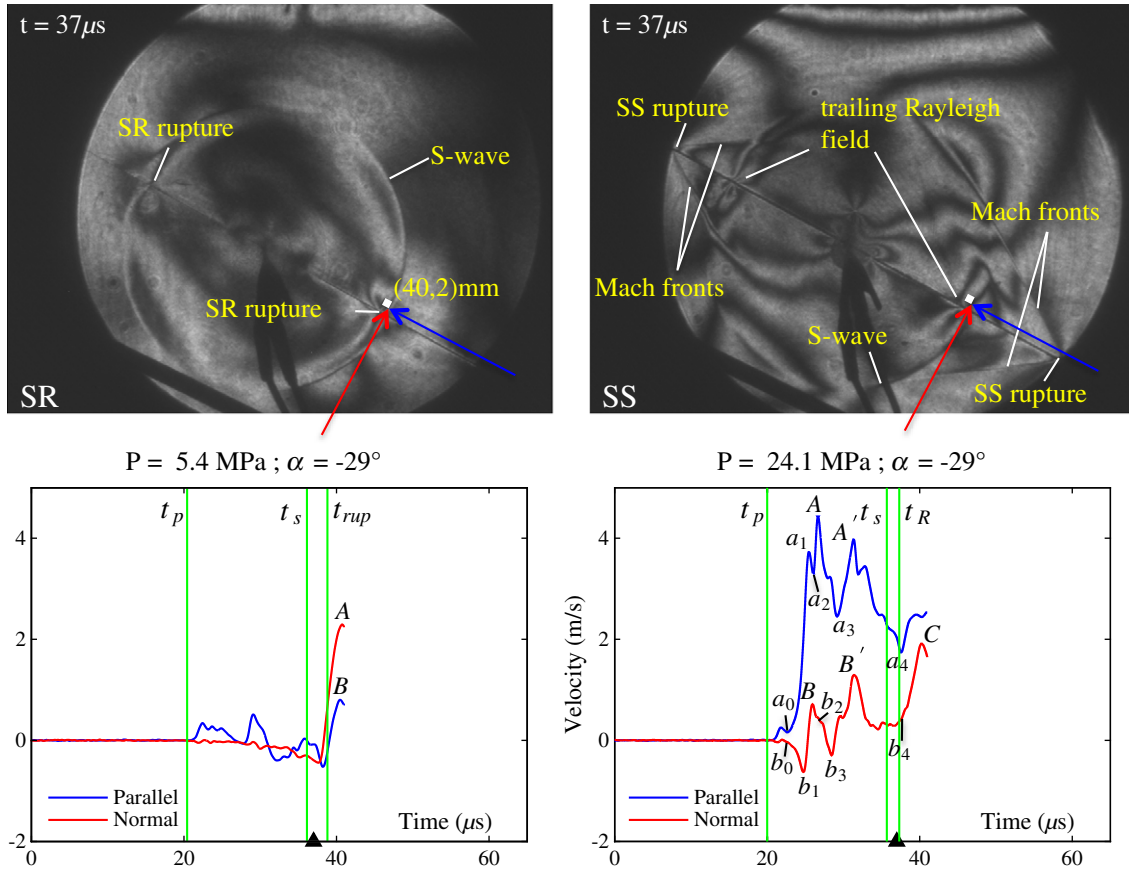 t = 37μs
SR rupture
S-wave
(40,2)mm
SR rupture
SR
t = 37μs
SS rupture
trailing Rayleigh
field
Mach fronts
Mach fronts
S-wave
SS rupture
SS
P = 5.4 MPa ; α = -29°
4
2
0
-2
t_p
t_s
t_rup
A
B
Parallel
Normal
Time (μs)
0
20
40
60
P = 24.1 MPa ; α = -29°
Velocity (m/s)
4
2
0
-2
t_p
A
A'
t_s
t_R
a_1
a_2
a_3
a_4
a_0
B
b_2
B'
C
b_0
b_1
b_3
b_4
Parallel
Normal
Time (μs)
0
20
40
60